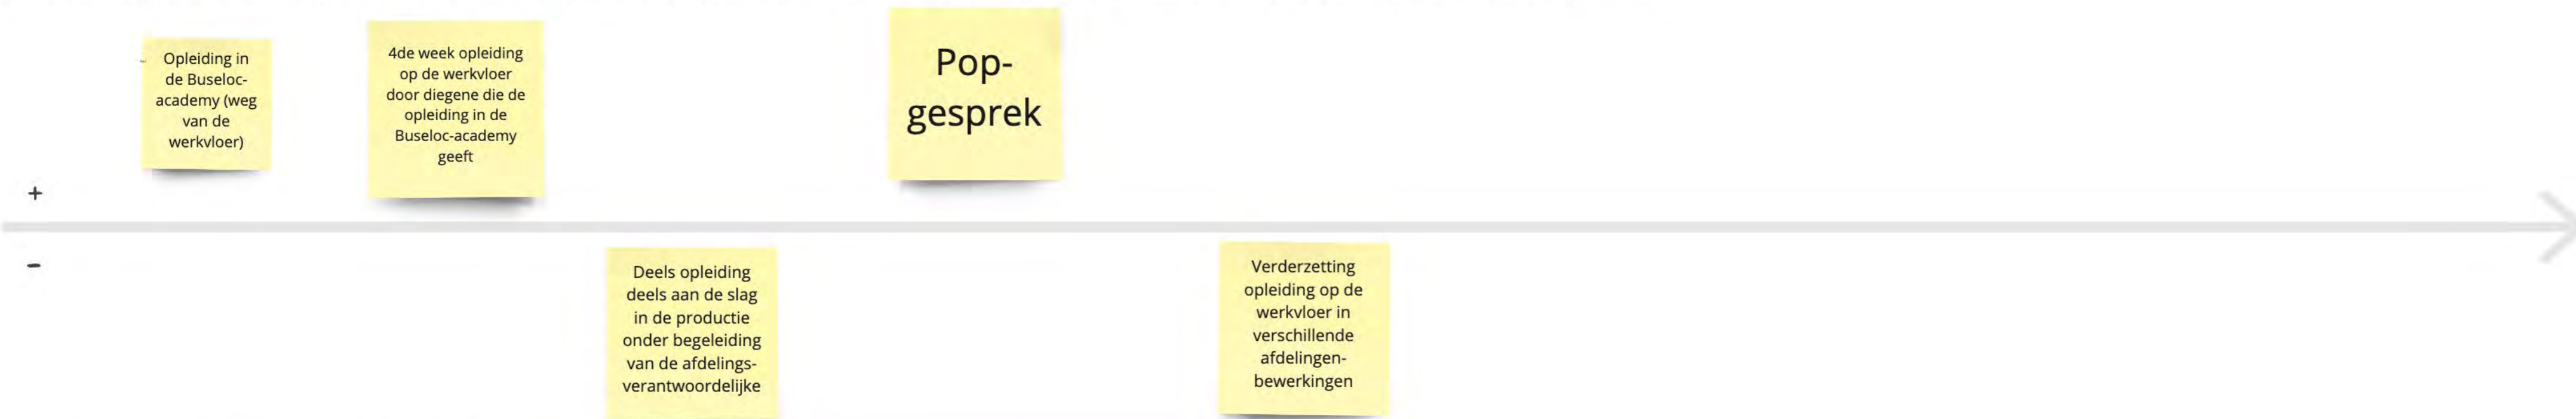 Opleiding in
de Buseloc-
academy (weg
van de
werkvloer)
4de week opleiding
op de werkvloer
door diegene die de
opleiding in de
Buseloc-academy
geeft
Pop-
gesprek
+
-
Deels opleiding
deels aan de slag
in de productie
onder begeleiding
van de afdelings-
verantwoordelijke
Verderzetting
opleiding op de
werkvloer in
verschillende
afdelingen-
bewerkingen